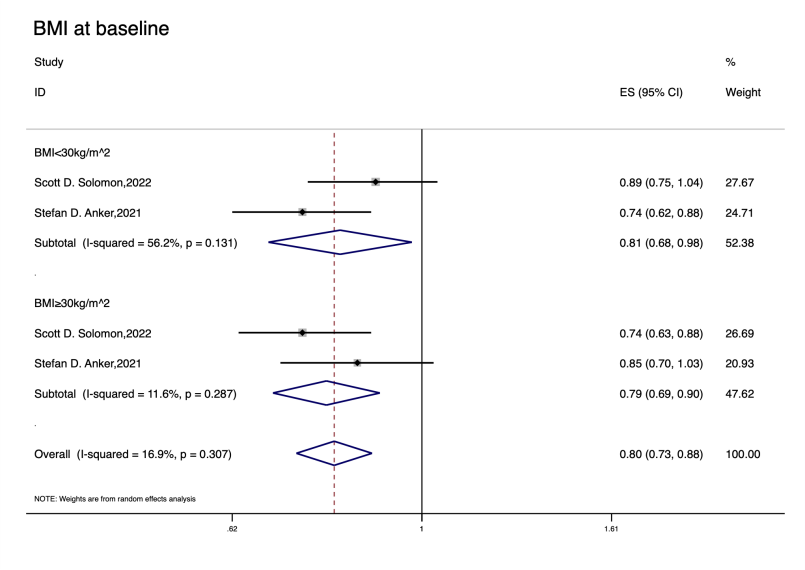 BMI at baseline
Study %
ID ES (95% CI) Weight
BMI<30kg/m^2
Scott D. Solomon,2022 0.89 (0.75, 1.04) 27.67
Stefan D. Anker,2021 0.74 (0.62, 0.88) 24.71
Subtotal (I-squared = 56.2%, p = 0.131) 0.81 (0.68, 0.98) 52.38
.
BMI≥30kg/m^2
Scott D. Solomon,2022 0.74 (0.63, 0.88) 26.69
Stefan D. Anker,2021 0.85 (0.70, 1.03) 20.93
Subtotal (I-squared = 11.6%, p = 0.287) 0.79 (0.69, 0.90) 47.62
.
Overall (I-squared = 16.9%, p = 0.307) 0.80 (0.73, 0.88) 100.00
NOTE: Weights are from random effects analysis
.62 1 1.61